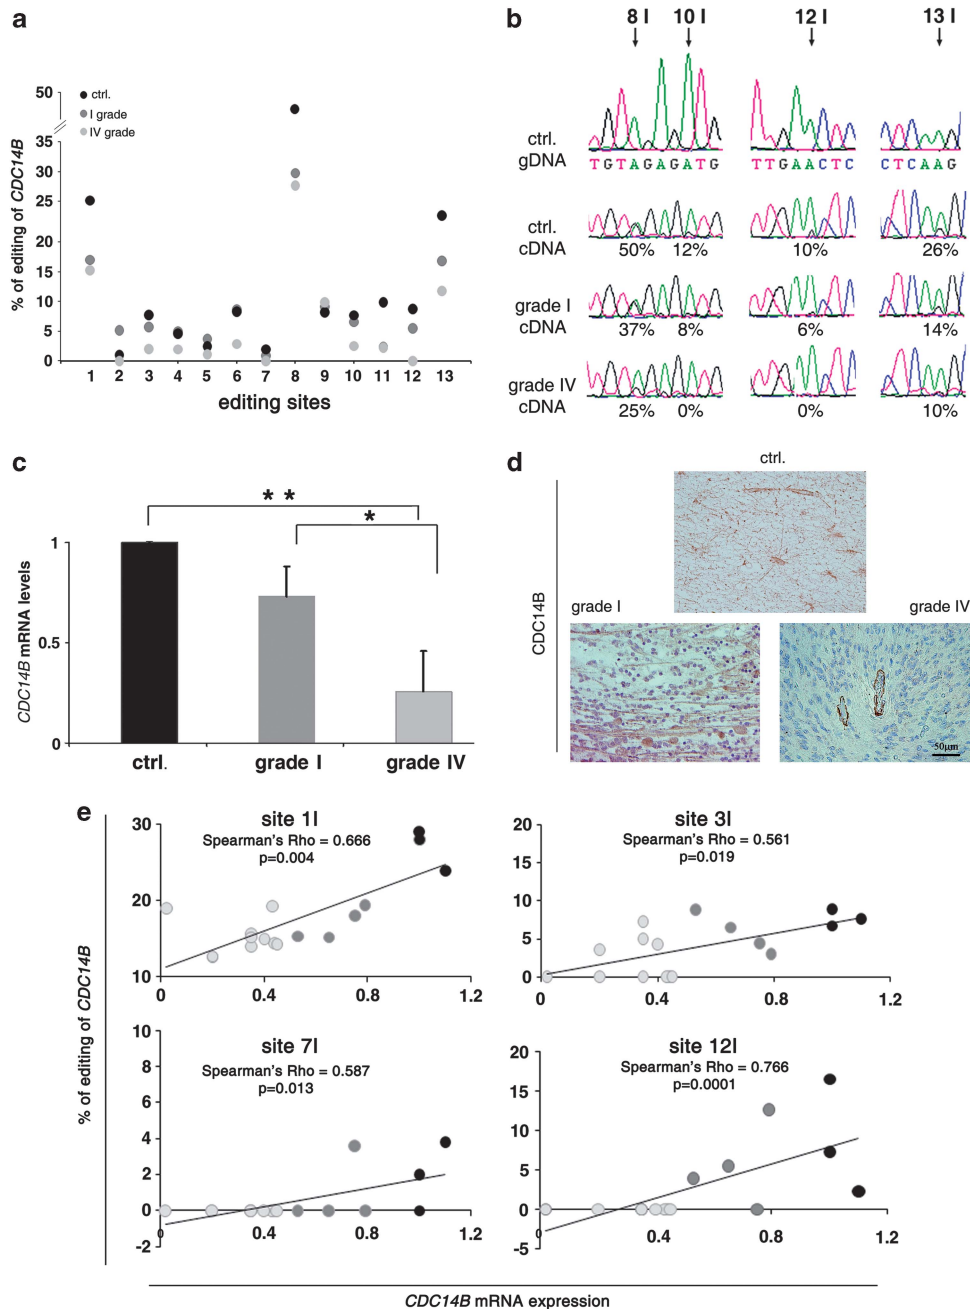 a
50
35
30
25
20
15
10
5
0
ctrl.
I grade
IV grade
% of editing of CDC14B
1 2 3 4 5 6 7 8 9 10 11 12 13
editing sites
b
8 I 10 I 12 I 13 I
ctrl.
gDNA
TGTAGAGATG TTGAACTC CTCAAG
ctrl.
cDNA
50% 12% 10% 26%
grade I
cDNA
37% 8% 6% 14%
grade IV
cDNA
25% 0% 0% 10%
c
CDC14B mRNA levels
1
0.5
0
* *
*
ctrl. grade I grade IV
d
CDC14B
ctrl.
grade I
grade IV
50µm
e
% of editing of CDC14B
site 1I
Spearman's Rho = 0.666
p=0.004
30
20
10
0 0.4 0.8 1.2
site 3I
Spearman's Rho = 0.561
p=0.019
20
15
10
5
0
0 0.4 0.8 1.2
site 7I
Spearman's Rho = 0.587
p=0.013
10
8
6
4
2
0
-2
0 0.4 0.8 1.2
site 12I
Spearman's Rho = 0.766
p=0.0001
20
15
10
5
0
-5
0 0.4 0.8 1.2
CDC14B mRNA expression